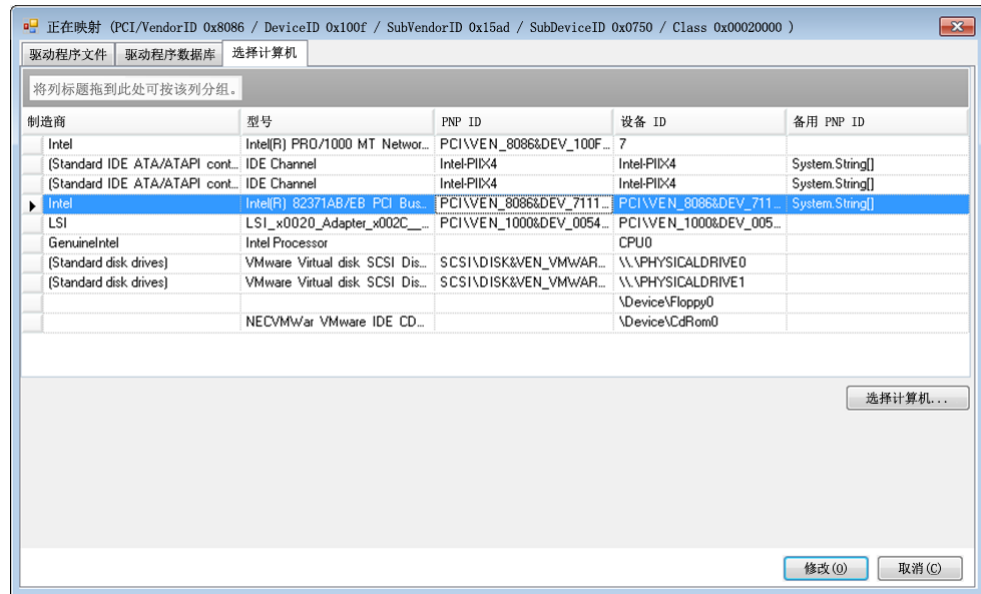 正在映射 (PCI/VendorID 0x8086 / DeviceID 0x100f / SubVendorID 0x15ad / SubDeviceID 0x0750 / Class 0x00020000 )
驱动程序文件 驱动程序数据库 选择计算机
将列标题拖到此处可按该列分组。
制造商 型号 PNP ID 设备 ID 备用 PNP ID
Intel Intel(R) PRO/1000 MT Networ... PCI\VEN_8086&DEV_100F... 7
(Standard IDE ATA/ATAPI cont... IDE Channel Intel-PIIX4 Intel-PIIX4 System.String[]
(Standard IDE ATA/ATAPI cont... IDE Channel Intel-PIIX4 Intel-PIIX4 System.String[]
Intel Intel(R) 82371AB/EB PCI Bus... PCI\VEN_8086&DEV_7111... PCI\VEN_8086&DEV_711... System.String[]
LSI LSI_x0020_Adapter_x002C__... PCI\VEN_1000&DEV_0054... PCI\VEN_1000&DEV_005...
GenuineIntel Intel Processor CPU0
(Standard disk drives) VMware Virtual disk SCSI Dis... SCSI\DISK&VEN_VMWAR... \\.\PHYSICALDRIVE0
(Standard disk drives) VMware Virtual disk SCSI Dis... SCSI\DISK&VEN_VMWAR... \\.\PHYSICALDRIVE1
\Device\Floppy0
NECVMWar VMware IDE CD... \Device\CdRom0
选择计算机...
修改(O) 取消(C)